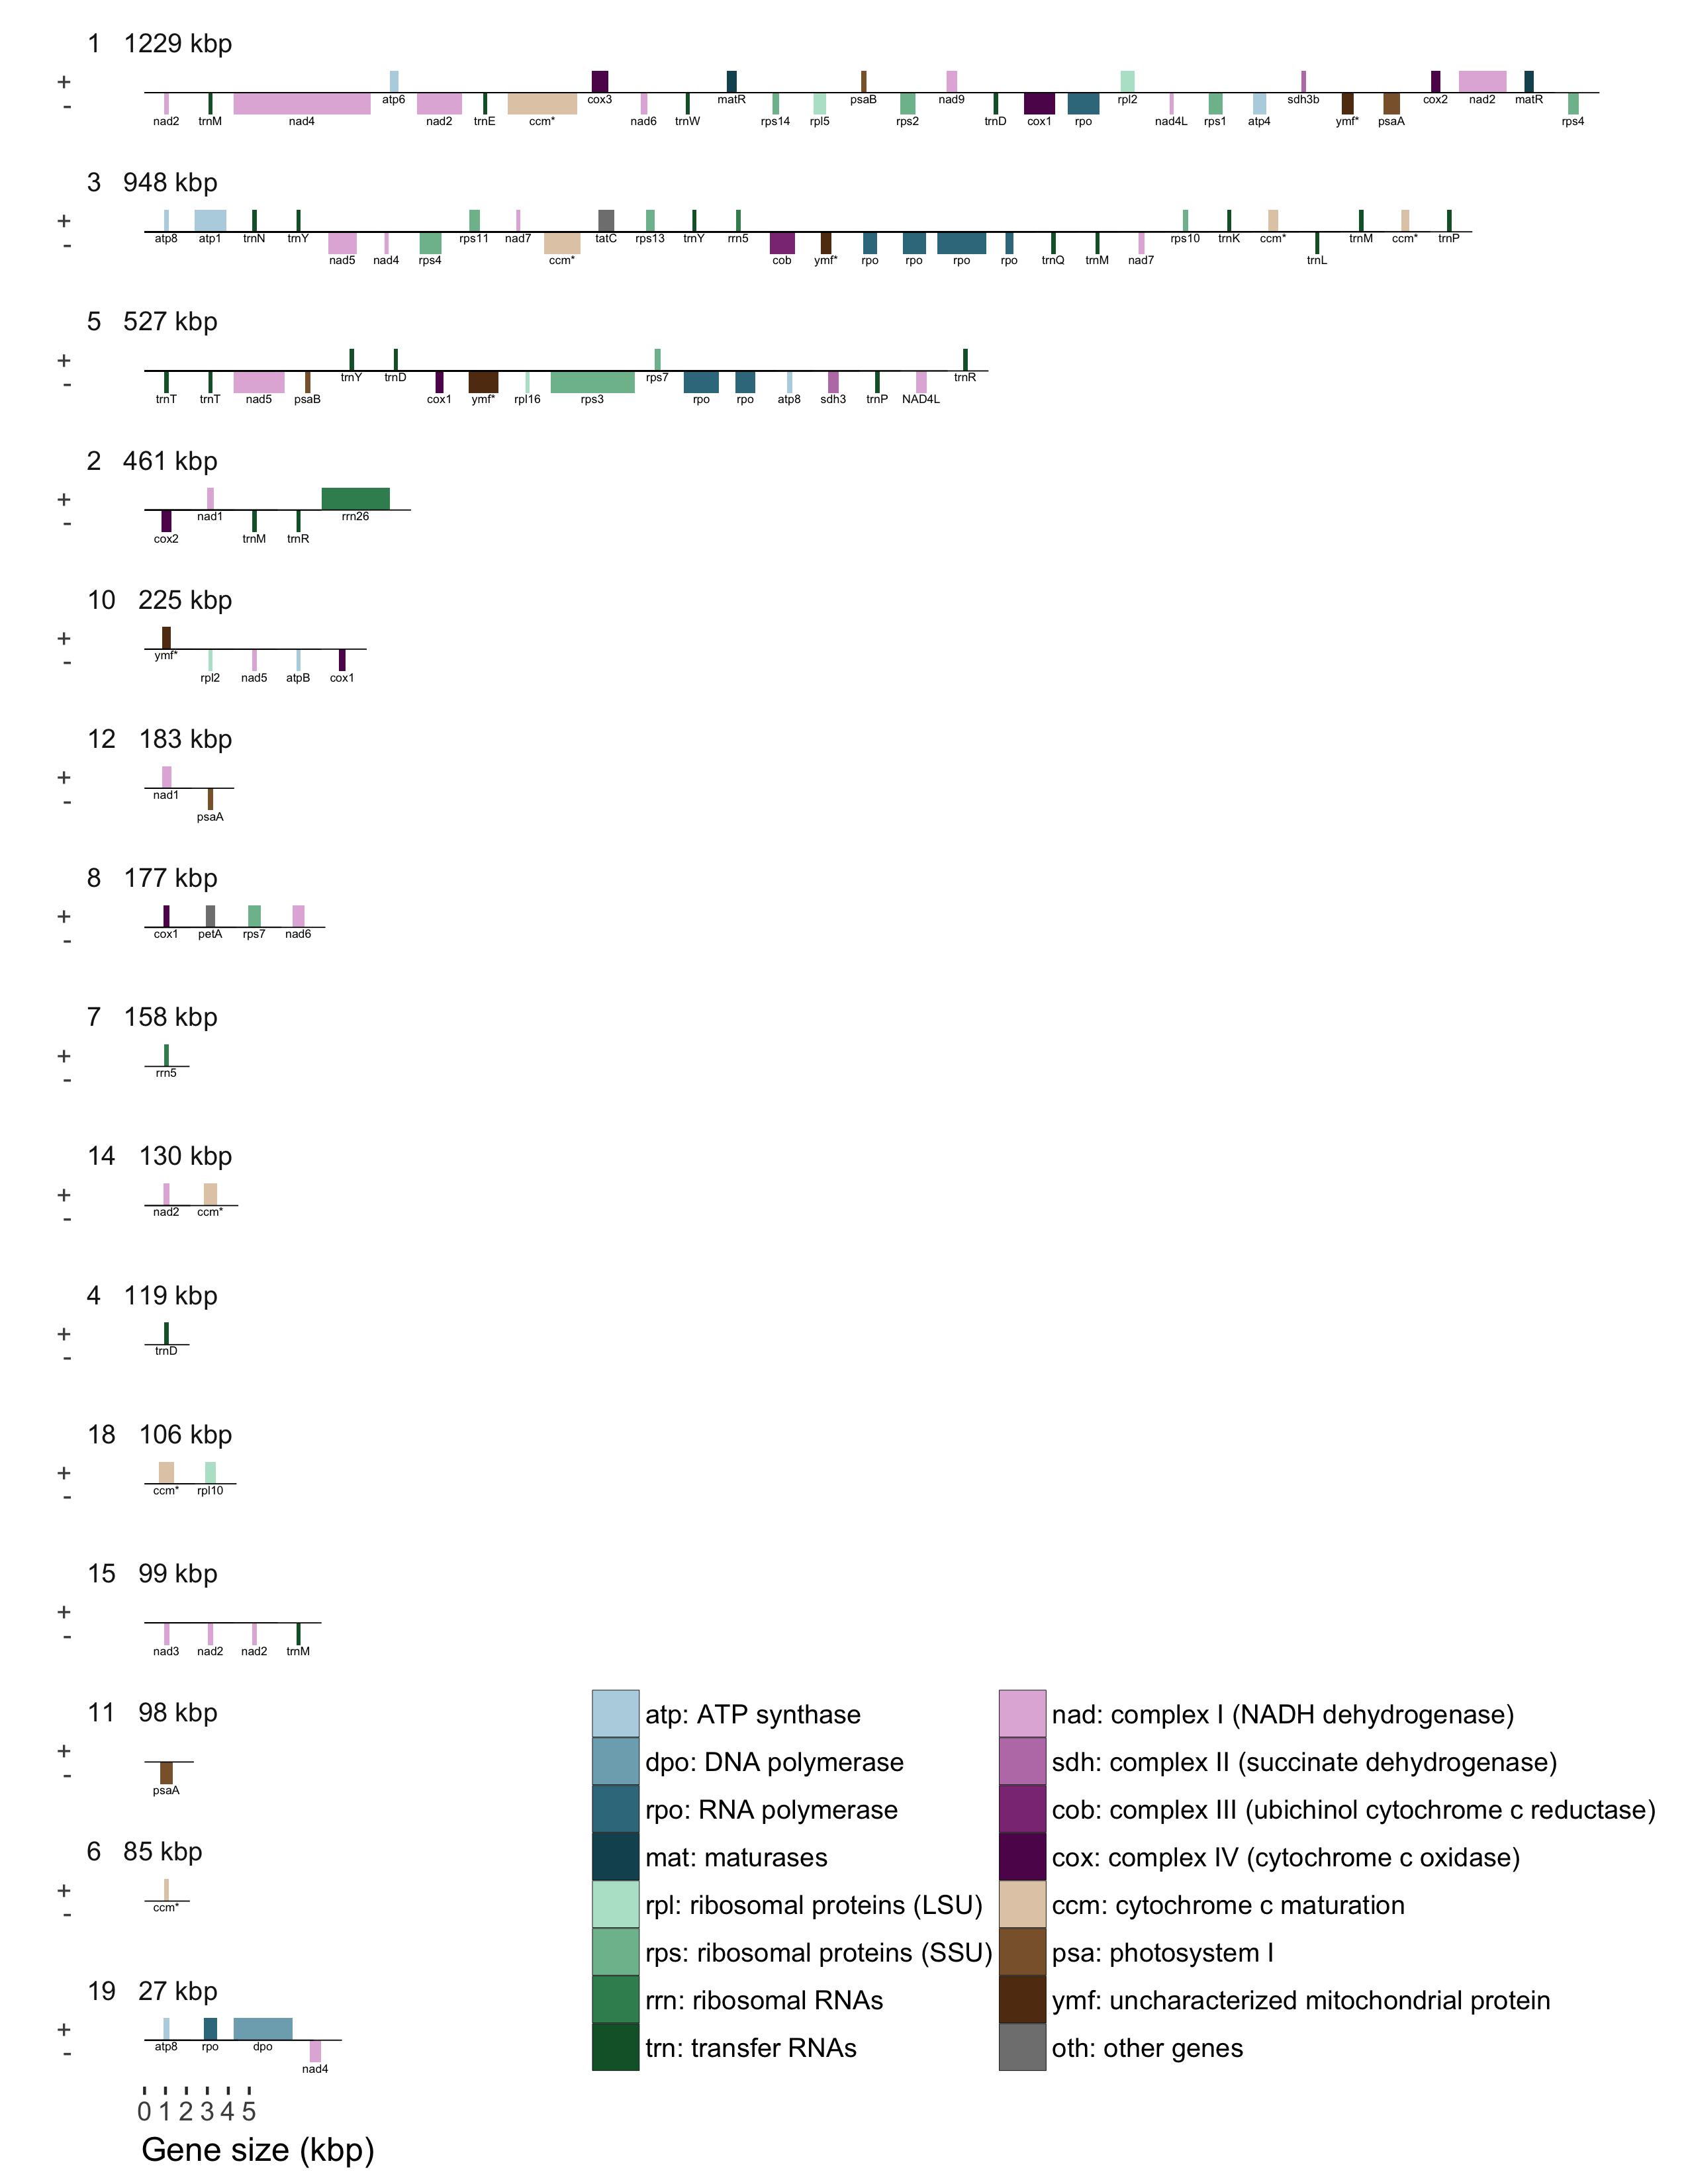 1 1229 kbp
+
atp6 cox3 matR psaB nad9 rpl2 sdh3b cox2 nad2 matR
-
nad2 trnM nad4 nad2 trnE ccm* nad6 trnW rps14 rpl5 rps2 trnD cox1 rpo nad4L rps1 atp4 ymf* psaA rps4
3 948 kbp
+
atp8 atp1 trnN trnY rps11 nad7 tatC rps13 trnY rrn5 rps10 trnK ccm* trnM ccm* trnP
-
nad5 nad4 rps4 ccm* cob ymf* rpo rpo rpo rpo trnQ trnM nad7 trnL
5 527 kbp
+
trnY trnD rps7 trnR
-
trnT trnT nad5 psaB cox1 ymf* rpl16 rps3 rpo rpo atp8 sdh3 trnP NAD4L
2 461 kbp
+
nad1 rrn26
-
cox2 trnM trnR
10 225 kbp
+
ymf*
-
rpl2 nad5 atpB cox1
12 183 kbp
+
nad1
-
psaA
8 177 kbp
+
cox1 petA rps7 nad6
-
7 158 kbp
+
rrn5
-
14 130 kbp
+
nad2 ccm*
-
4 119 kbp
+
trnD
-
18 106 kbp
+
ccm* rpl10
-
15 99 kbp
+
-
nad3 nad2 nad2 trnM
11 98 kbp
+
-
psaA
6 85 kbp
+
ccm*
-
19 27 kbp
+
atp8 rpo dpo
-
nad4
0 1 2 3 4 5
Gene size (kbp)
atp: ATP synthase
dpo: DNA polymerase
rpo: RNA polymerase
mat: maturases
rpl: ribosomal proteins (LSU)
rps: ribosomal proteins (SSU)
rrn: ribosomal RNAs
trn: transfer RNAs
nad: complex I (NADH dehydrogenase)
sdh: complex II (succinate dehydrogenase)
cob: complex III (ubichinol cytochrome c reductase)
cox: complex IV (cytochrome c oxidase)
ccm: cytochrome c maturation
psa: photosystem I
ymf: uncharacterized mitochondrial protein
oth: other genes